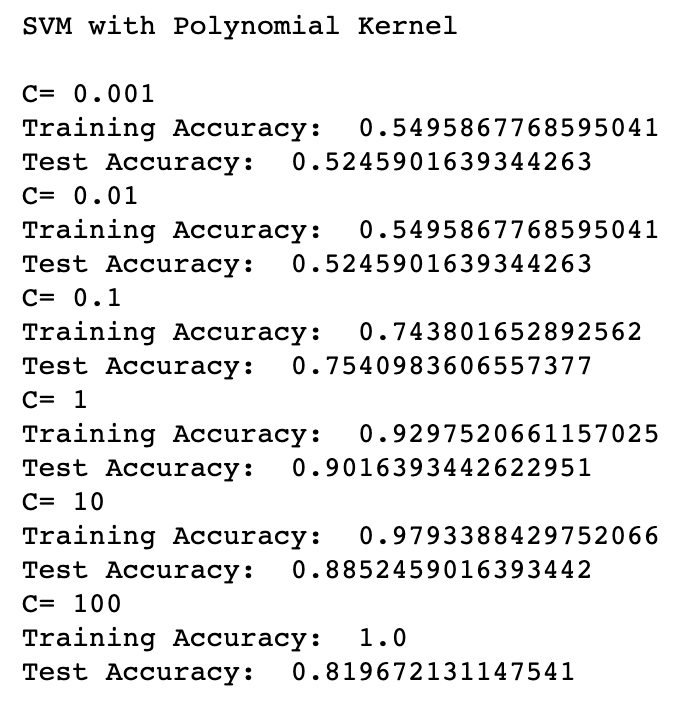 SVM with Polynomial Kernel
C= 0.001
Training Accuracy:  0.5495867768595041
Test Accuracy:  0.5245901639344263
C= 0.01
Training Accuracy:  0.5495867768595041
Test Accuracy:  0.5245901639344263
C= 0.1
Training Accuracy:  0.743801652892562
Test Accuracy:  0.7540983606557377
C= 1
Training Accuracy:  0.9297520661157025
Test Accuracy:  0.9016393442622951
C= 10
Training Accuracy:  0.9793388429752066
Test Accuracy:  0.8852459016393442
C= 100
Training Accuracy:  1.0
Test Accuracy:  0.819672131147541